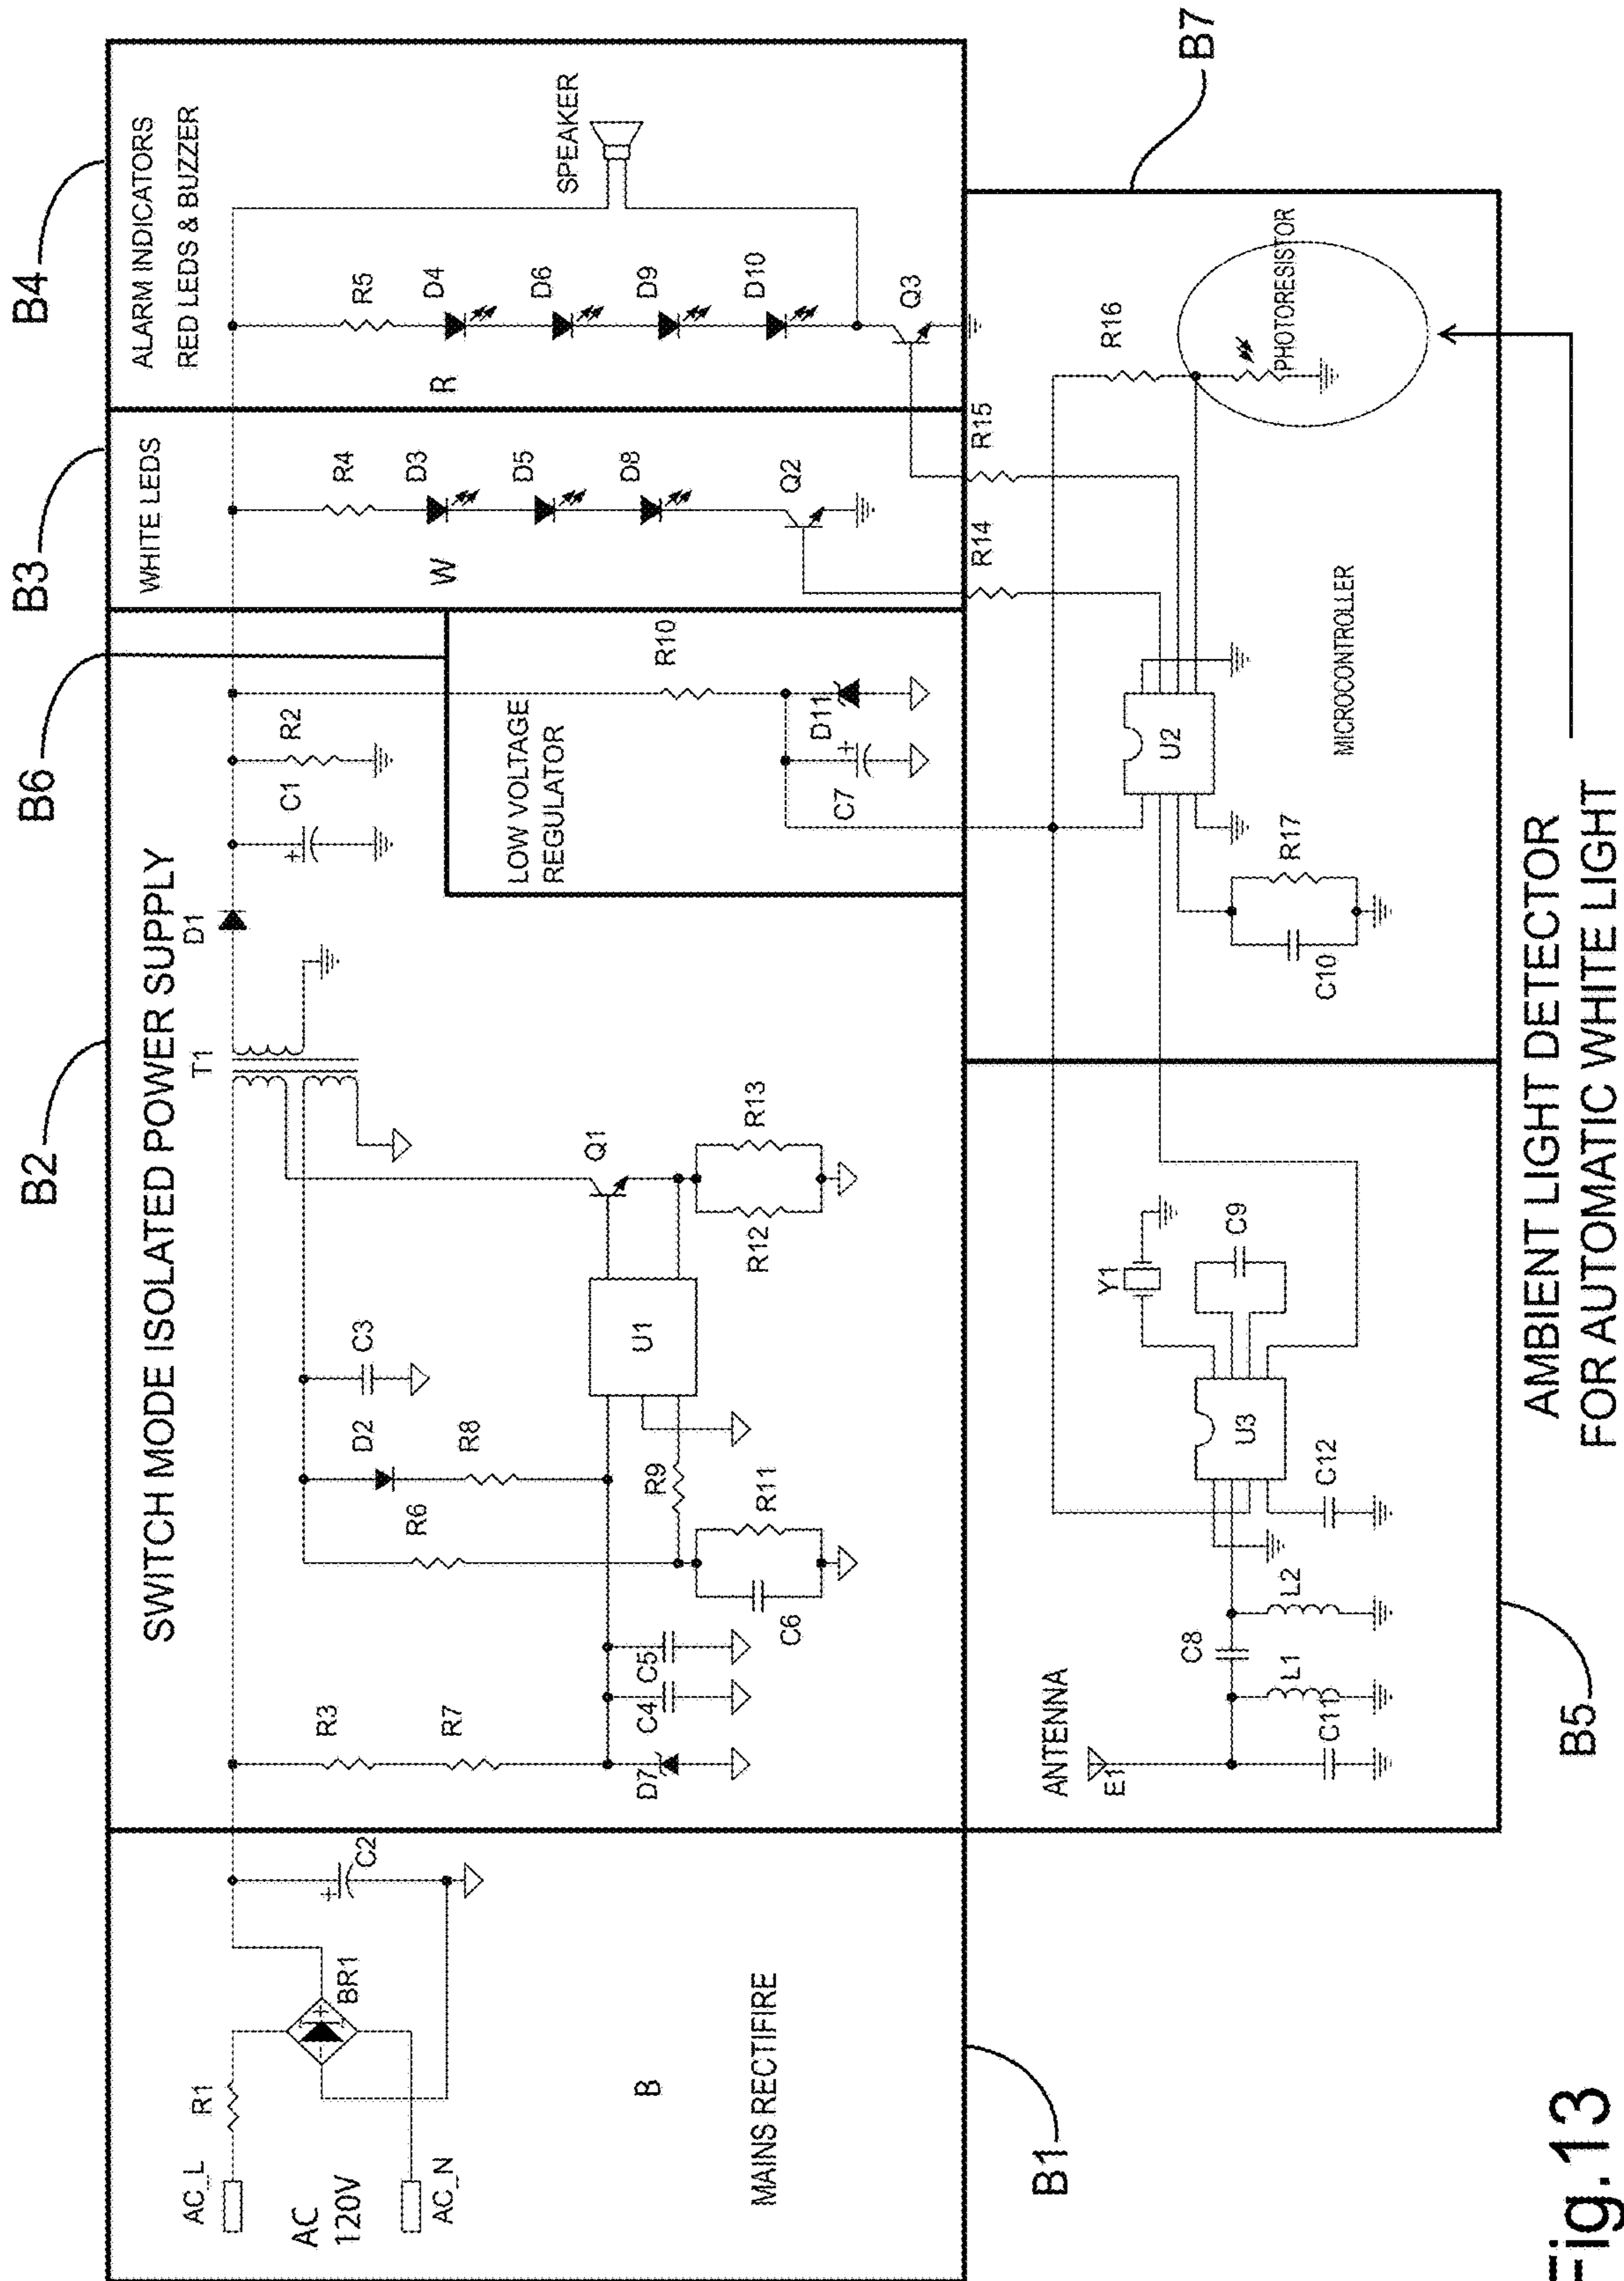 B2
B6
B3
B4
SWITCH MODE ISOLATED POWER SUPPLY
WHITE LEDS
ALARM INDICATORS
RED LEDS & BUZZER
AC_L
R1
AC
120V
AC_N
BR1
C2
B
MAINS RECTIFIRE
B1
R3
R7
D7
C4
C5
R6
D2
R8
C3
R9
R11
C6
U1
Q1
R12
R13
T1
D1
C1
R2
LOW VOLTAGE
REGULATOR
R10
C7
D11
R4
D3
D5
D8
W
Q2
R5
D4
D6
D9
D10
R
Q3
SPEAKER
ANTENNA
E1
C11
L1
C8
L2
C12
U3
Y1
C9
B5
C10
R17
U2
MICROCONTROLLER
R14
R15
R16
PHOTORESISTOR
B7
AMBIENT LIGHT DETECTOR
FOR AUTOMATIC WHITE LIGHT
Fig.13